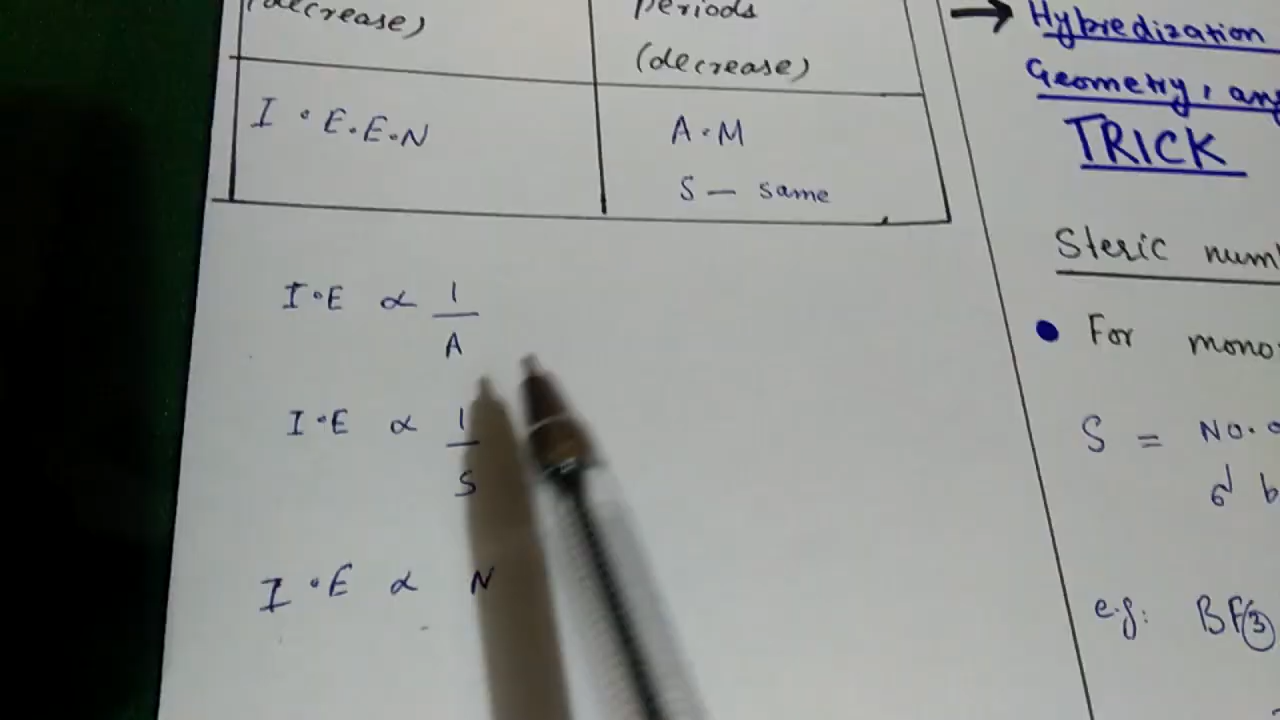 (decrease)
I . E.E.N
periods
(decrease)
A.M
S — same
I.E ∝ 1/A
I.E ∝ 1/S
I.E ∝ N
→ Hybredization
Geometry,
TRICK
Steric
• For
S = No.
σ
e.g: BF③